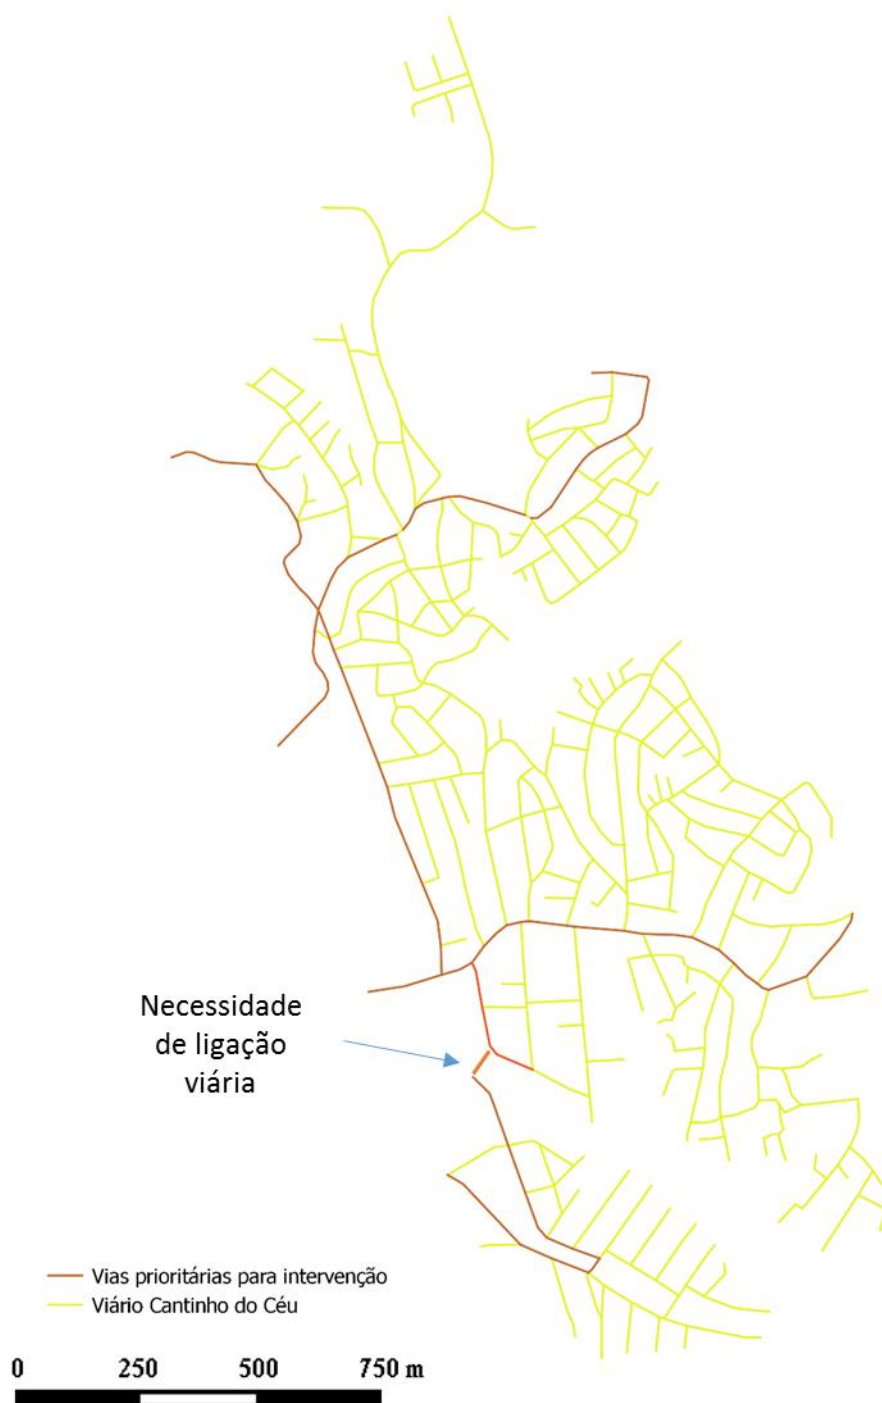 Necessidade
de ligação
viária
Vias prioritárias para intervenção
Viário Cantinho do Céu
0 250 500 750 m